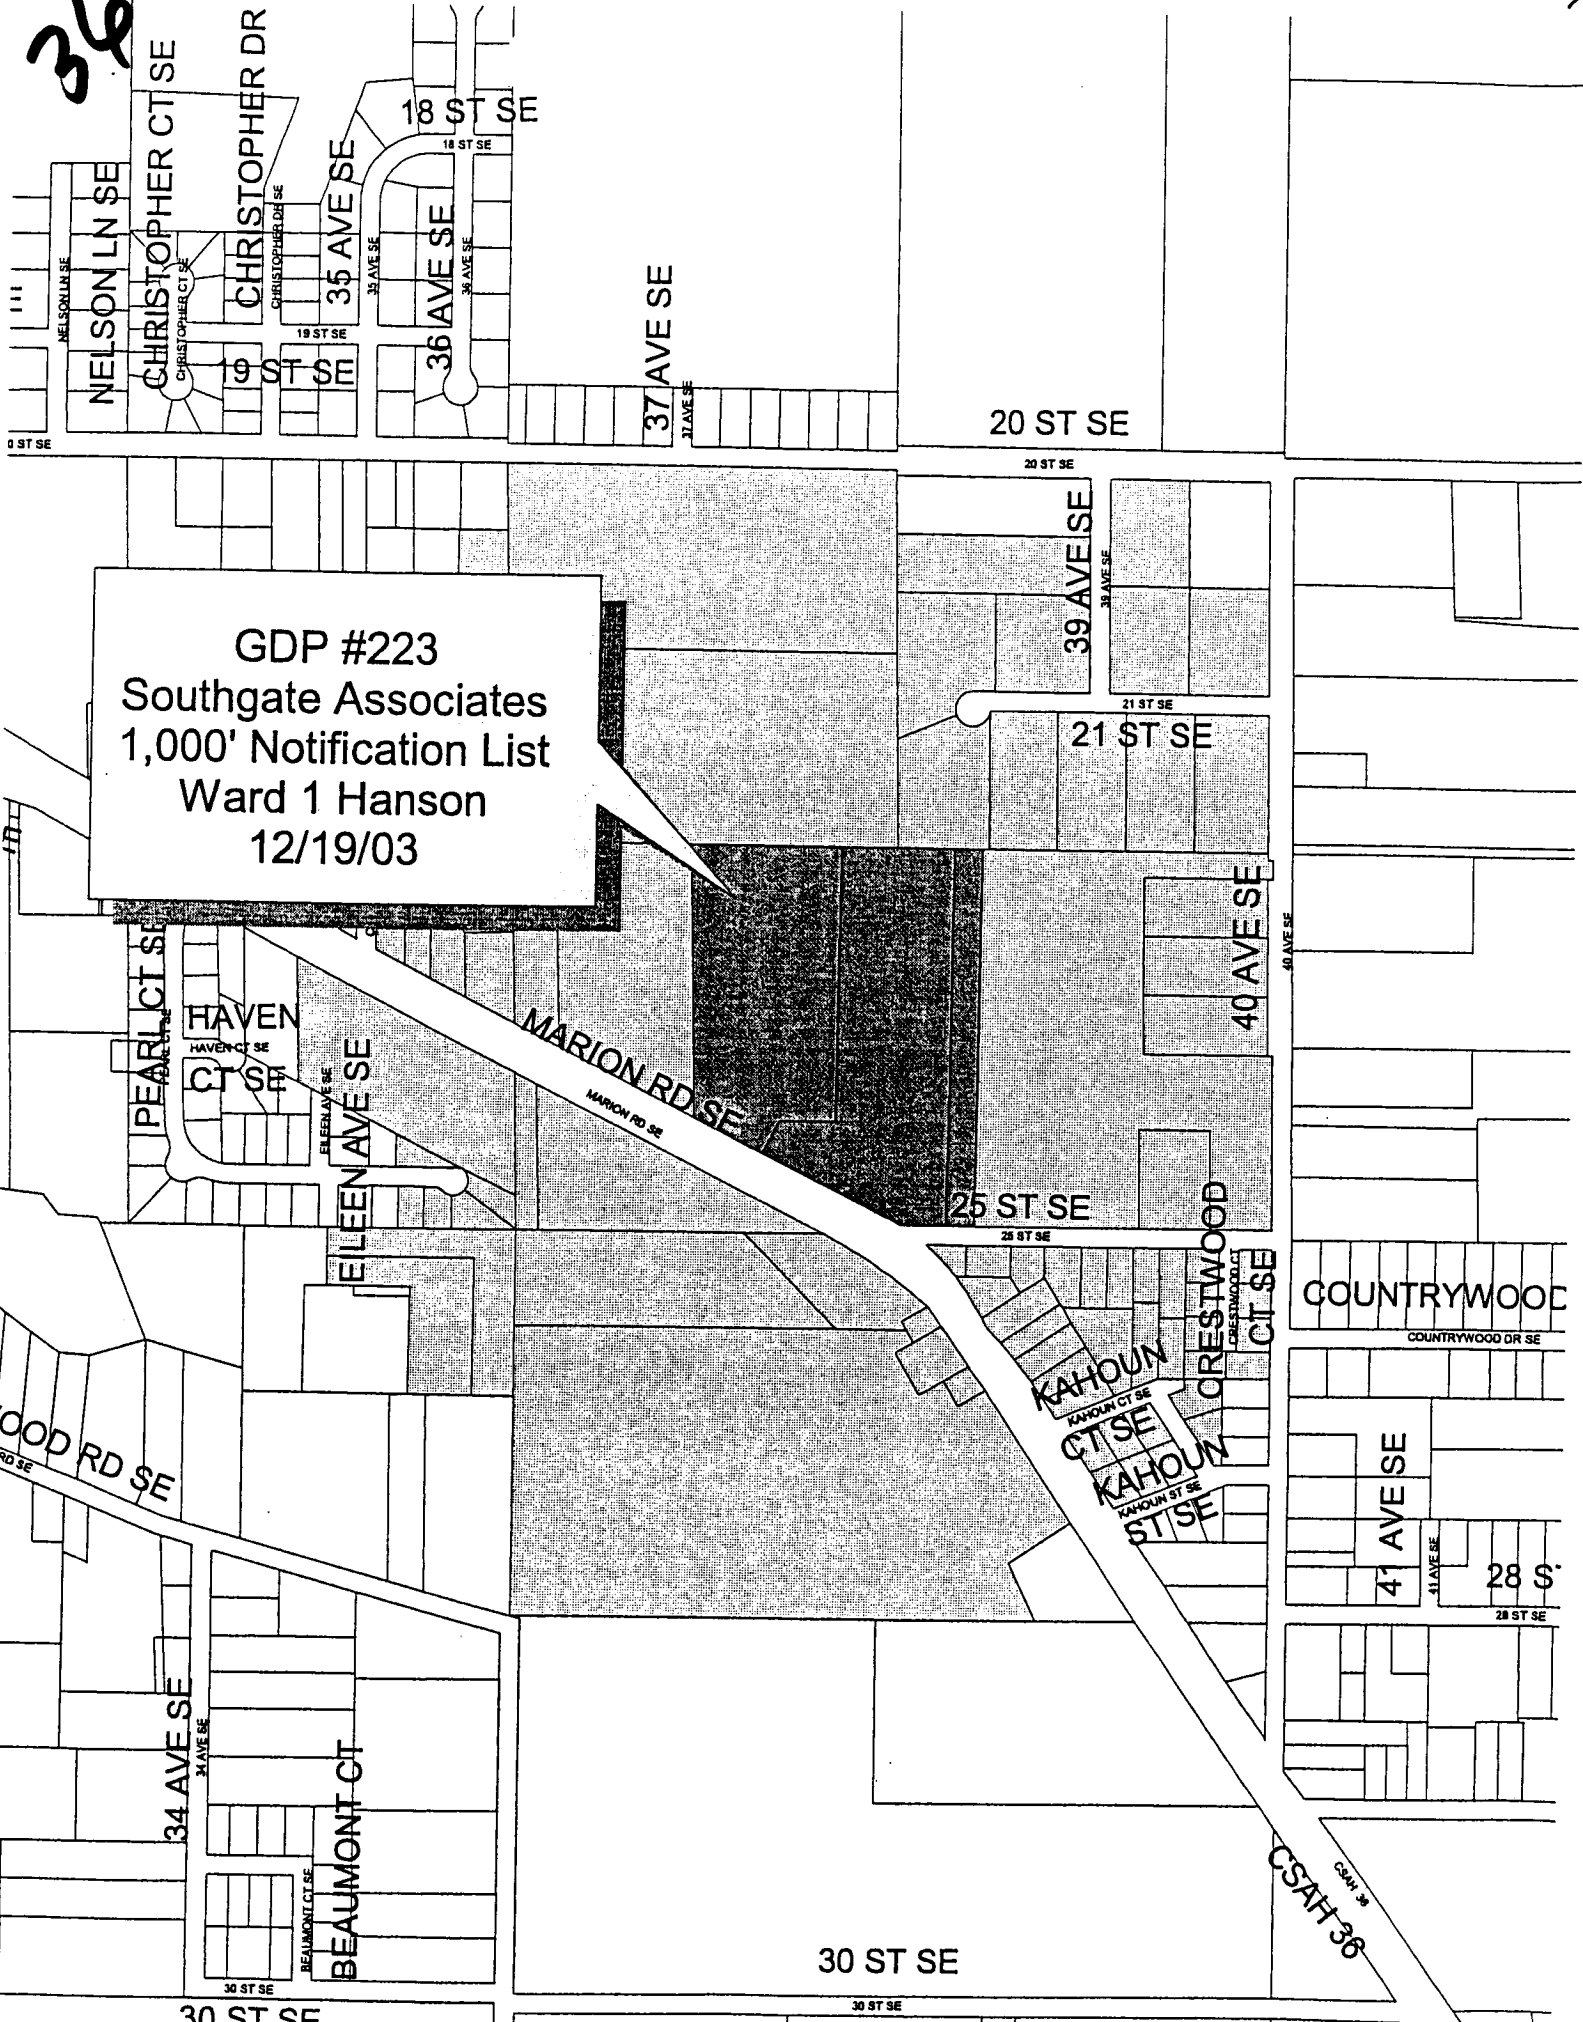 36
CHRISTOPHER CT SE
CHRISTOPHER DR
18 ST SE
18 ST SE
NELSON LN SE
NELSON LN SE
CHRISTOPHER CT SE
CHRISTOPHER DR SE
35 AVE SE
35 AVE SE
36 AVE SE
36 AVE SE
19 ST SE
19 ST SE
37 AVE SE
37 AVE SE
20 ST SE
20 ST SE
0 ST SE
39 AVE SE
39 AVE SE
21 ST SE
21 ST SE
GDP #223
Southgate Associates
1,000' Notification List
Ward 1 Hanson
12/19/03
40 AVE SE
40 AVE SE
PEARL CT SE
PEARL CT SE
HAVEN
HAVEN CT SE
CT SE
EILEEN AVE SE
EILEEN AVE SE
MARION RD SE
MARION RD SE
25 ST SE
25 ST SE
CRESTWOOD
CT SE
CRESTWOOD CT
COUNTRYWOOD
COUNTRYWOOD DR SE
KAHOUN
KAHOUN CT SE
CT SE
KAHOUN
KAHOUN ST SE
ST SE
OOD RD SE
RD SE
41 AVE SE
41 AVE SE
28 S
28 ST SE
34 AVE SE
34 AVE SE
BEAUMONT CT
BEAUMONT CT SE
CSAH 36
CSAH 36
30 ST SE
30 ST SE
30 ST SE
30 ST SE